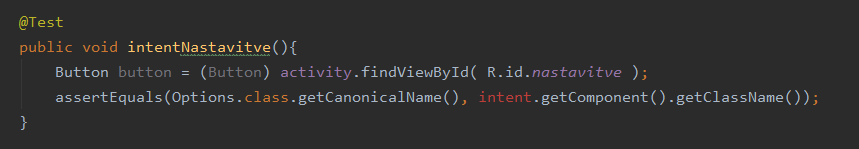 @Test
public void intentNastavitve(){
Button button = (Button) activity.findViewById( R.id.nastavitve );
assertEquals(Options.class.getCanonicalName(), intent.getComponent().getClassName());
}